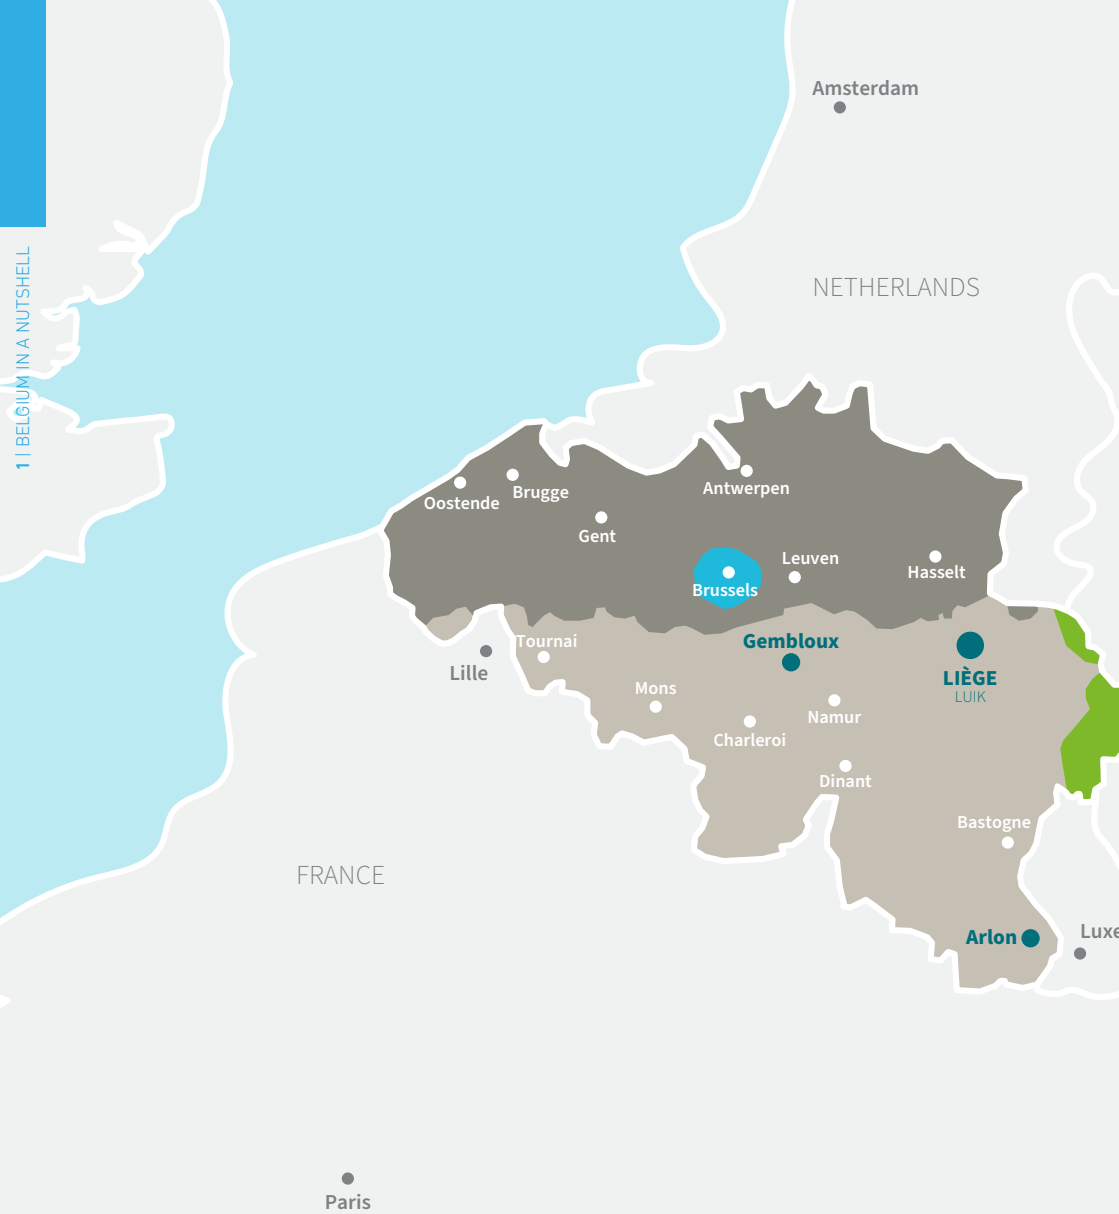 1 | BELGIUM IN A NUTSHELL
Amsterdam
NETHERLANDS
Antwerpen
Oostende
Brugge
Gent
Leuven
Hasselt
Brussels
Tournai
Gembloux
Lille
LIÈGE
LUIK
Mons
Namur
Charleroi
Dinant
Bastogne
FRANCE
Arlon
Luxe
Paris